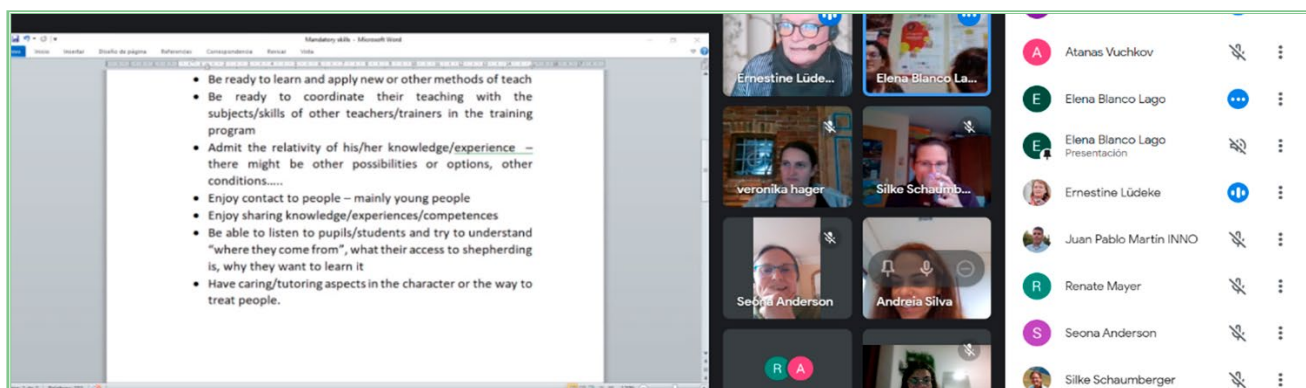 Mandatory skills - Microsoft Word
Inicio Insertar Diseño de página Referencias Correspondencia Revisar Vista
• Be ready to learn and apply new or other methods of teach
• Be ready to coordinate their teaching with the
subjects/skills of other teachers/trainers in the training
program
• Admit the relativity of his/her knowledge/experience –
there might be other possibilities or options, other
conditions.....
• Enjoy contact to people – mainly young people
• Enjoy sharing knowledge/experiences/competences
• Be able to listen to pupils/students and try to understand
"where they come from", what their access to shepherding
is, why they want to learn it
• Have caring/tutoring aspects in the character or the way to
treat people.
Ernestine Lüde...
Elena Blanco La...
veronika hager
Silke Schaumb...
Seona Anderson
Andreia Silva
R A
A Atanas Vuchkov
E Elena Blanco Lago
E Elena Blanco Lago
Presentación
Ernestine Lüdeke
Juan Pablo Martin INNO
R Renate Mayer
S Seona Anderson
Silke Schaumberger